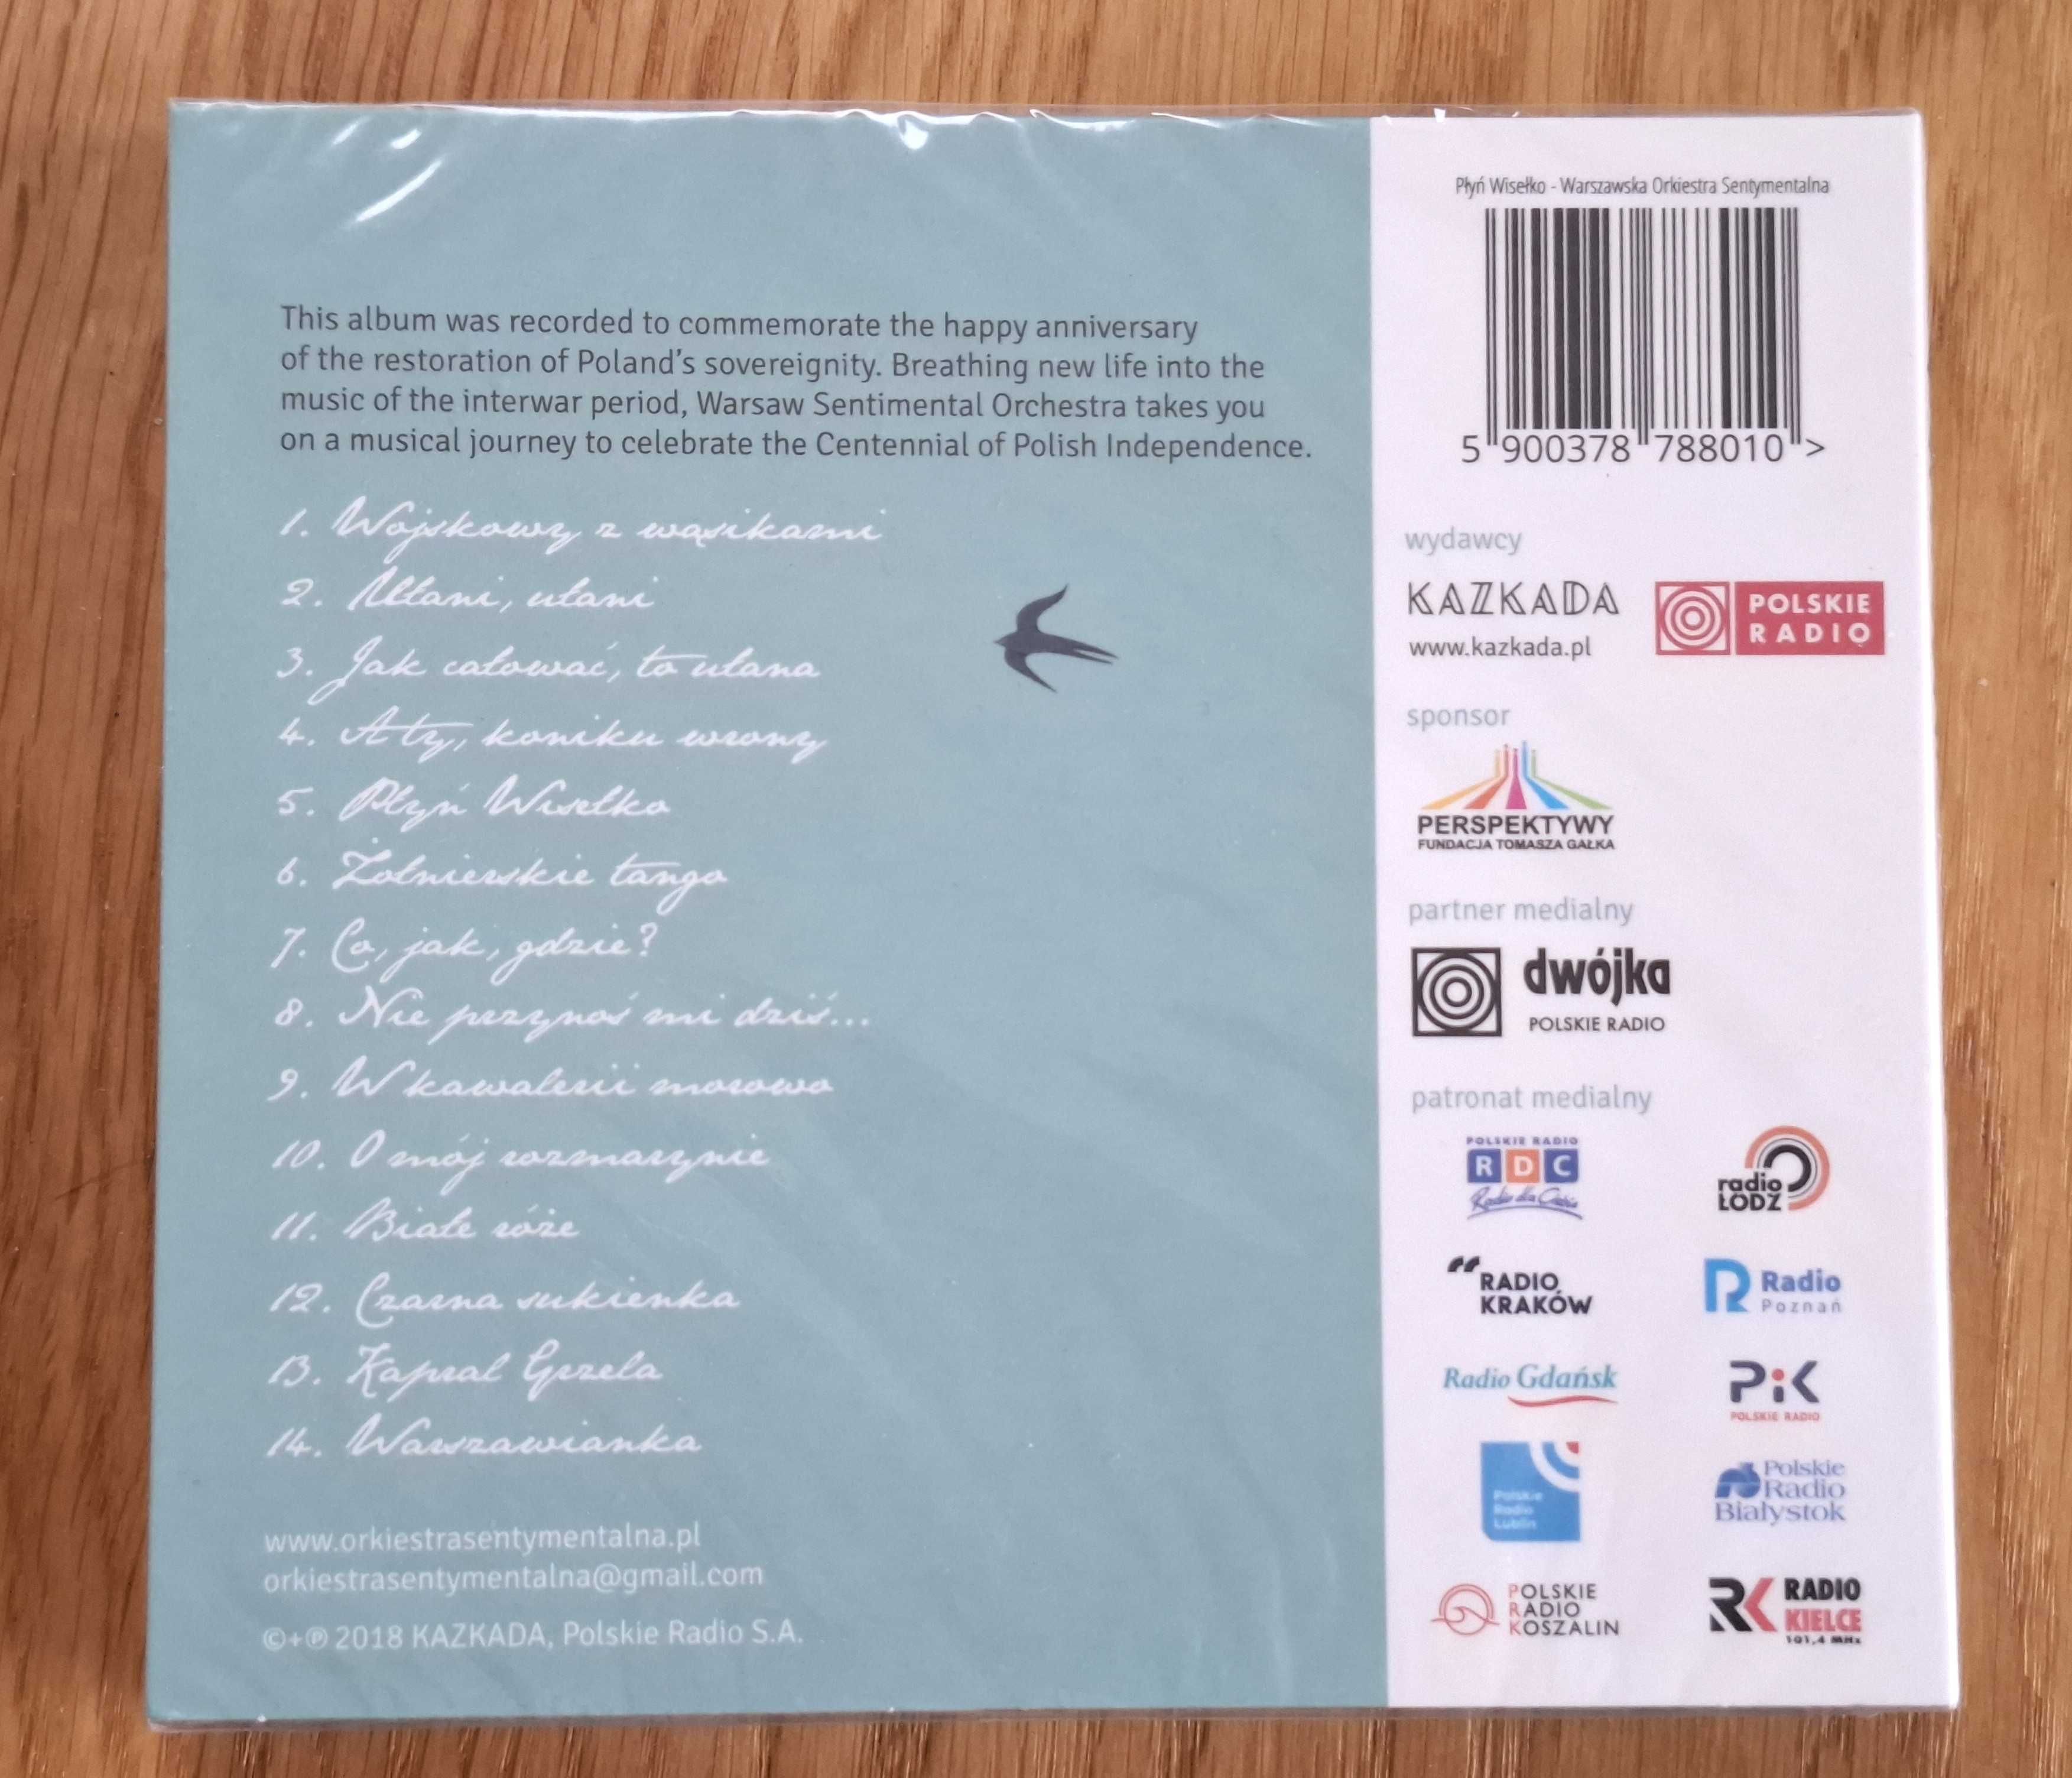 This album was recorded to commemorate the happy anniversary
of the restoration of Poland's sovereignity. Breathing new life into the
music of the interwar period, Warsaw Sentimental Orchestra takes you
on a musical journey to celebrate the Centennial of Polish Independence.
1. Wojskowy z wąsikami
2. Ułani, ułani
3. Jak całować, to ułana
4. A ty, koniku wrony
5. Płyń Wisełko
6. Żołnierskie tango
7. Co, jak, gdzie?
8. Nie przynoś mi dziś...
9. W kawalerii morowo
10. O mój rozmarynie
11. Białe róże
12. Czarna sukienka
13. Kapral Grzela
14. Warszawianka
www.orkiestrasentymentalna.pl
orkiestrasentymentalna@gmail.com
©+℗ 2018 KAZKADA, Polskie Radio S.A.
Płyń Wisełko - Warszawska Orkiestra Sentymentalna
5 900378 788010 >
wydawcy
KAZKADA
www.kazkada.pl
POLSKIE
RADIO
sponsor
PERSPEKTYWY
FUNDACJA TOMASZA GAŁKA
partner medialny
dwójka
POLSKIE RADIO
patronat medialny
POLSKIE RADIO
RDC
Radio dla Ciebie
radio
ŁÓDŹ
RADIO
KRAKÓW
Radio
Poznań
Radio Gdańsk
PiK
POLSKIE RADIO
Polskie
Radio
Lublin
Polskie
Radio
Białystok
POLSKIE
RADIO
KOSZALIN
RK RADIO
KIELCE
101,4 MHz